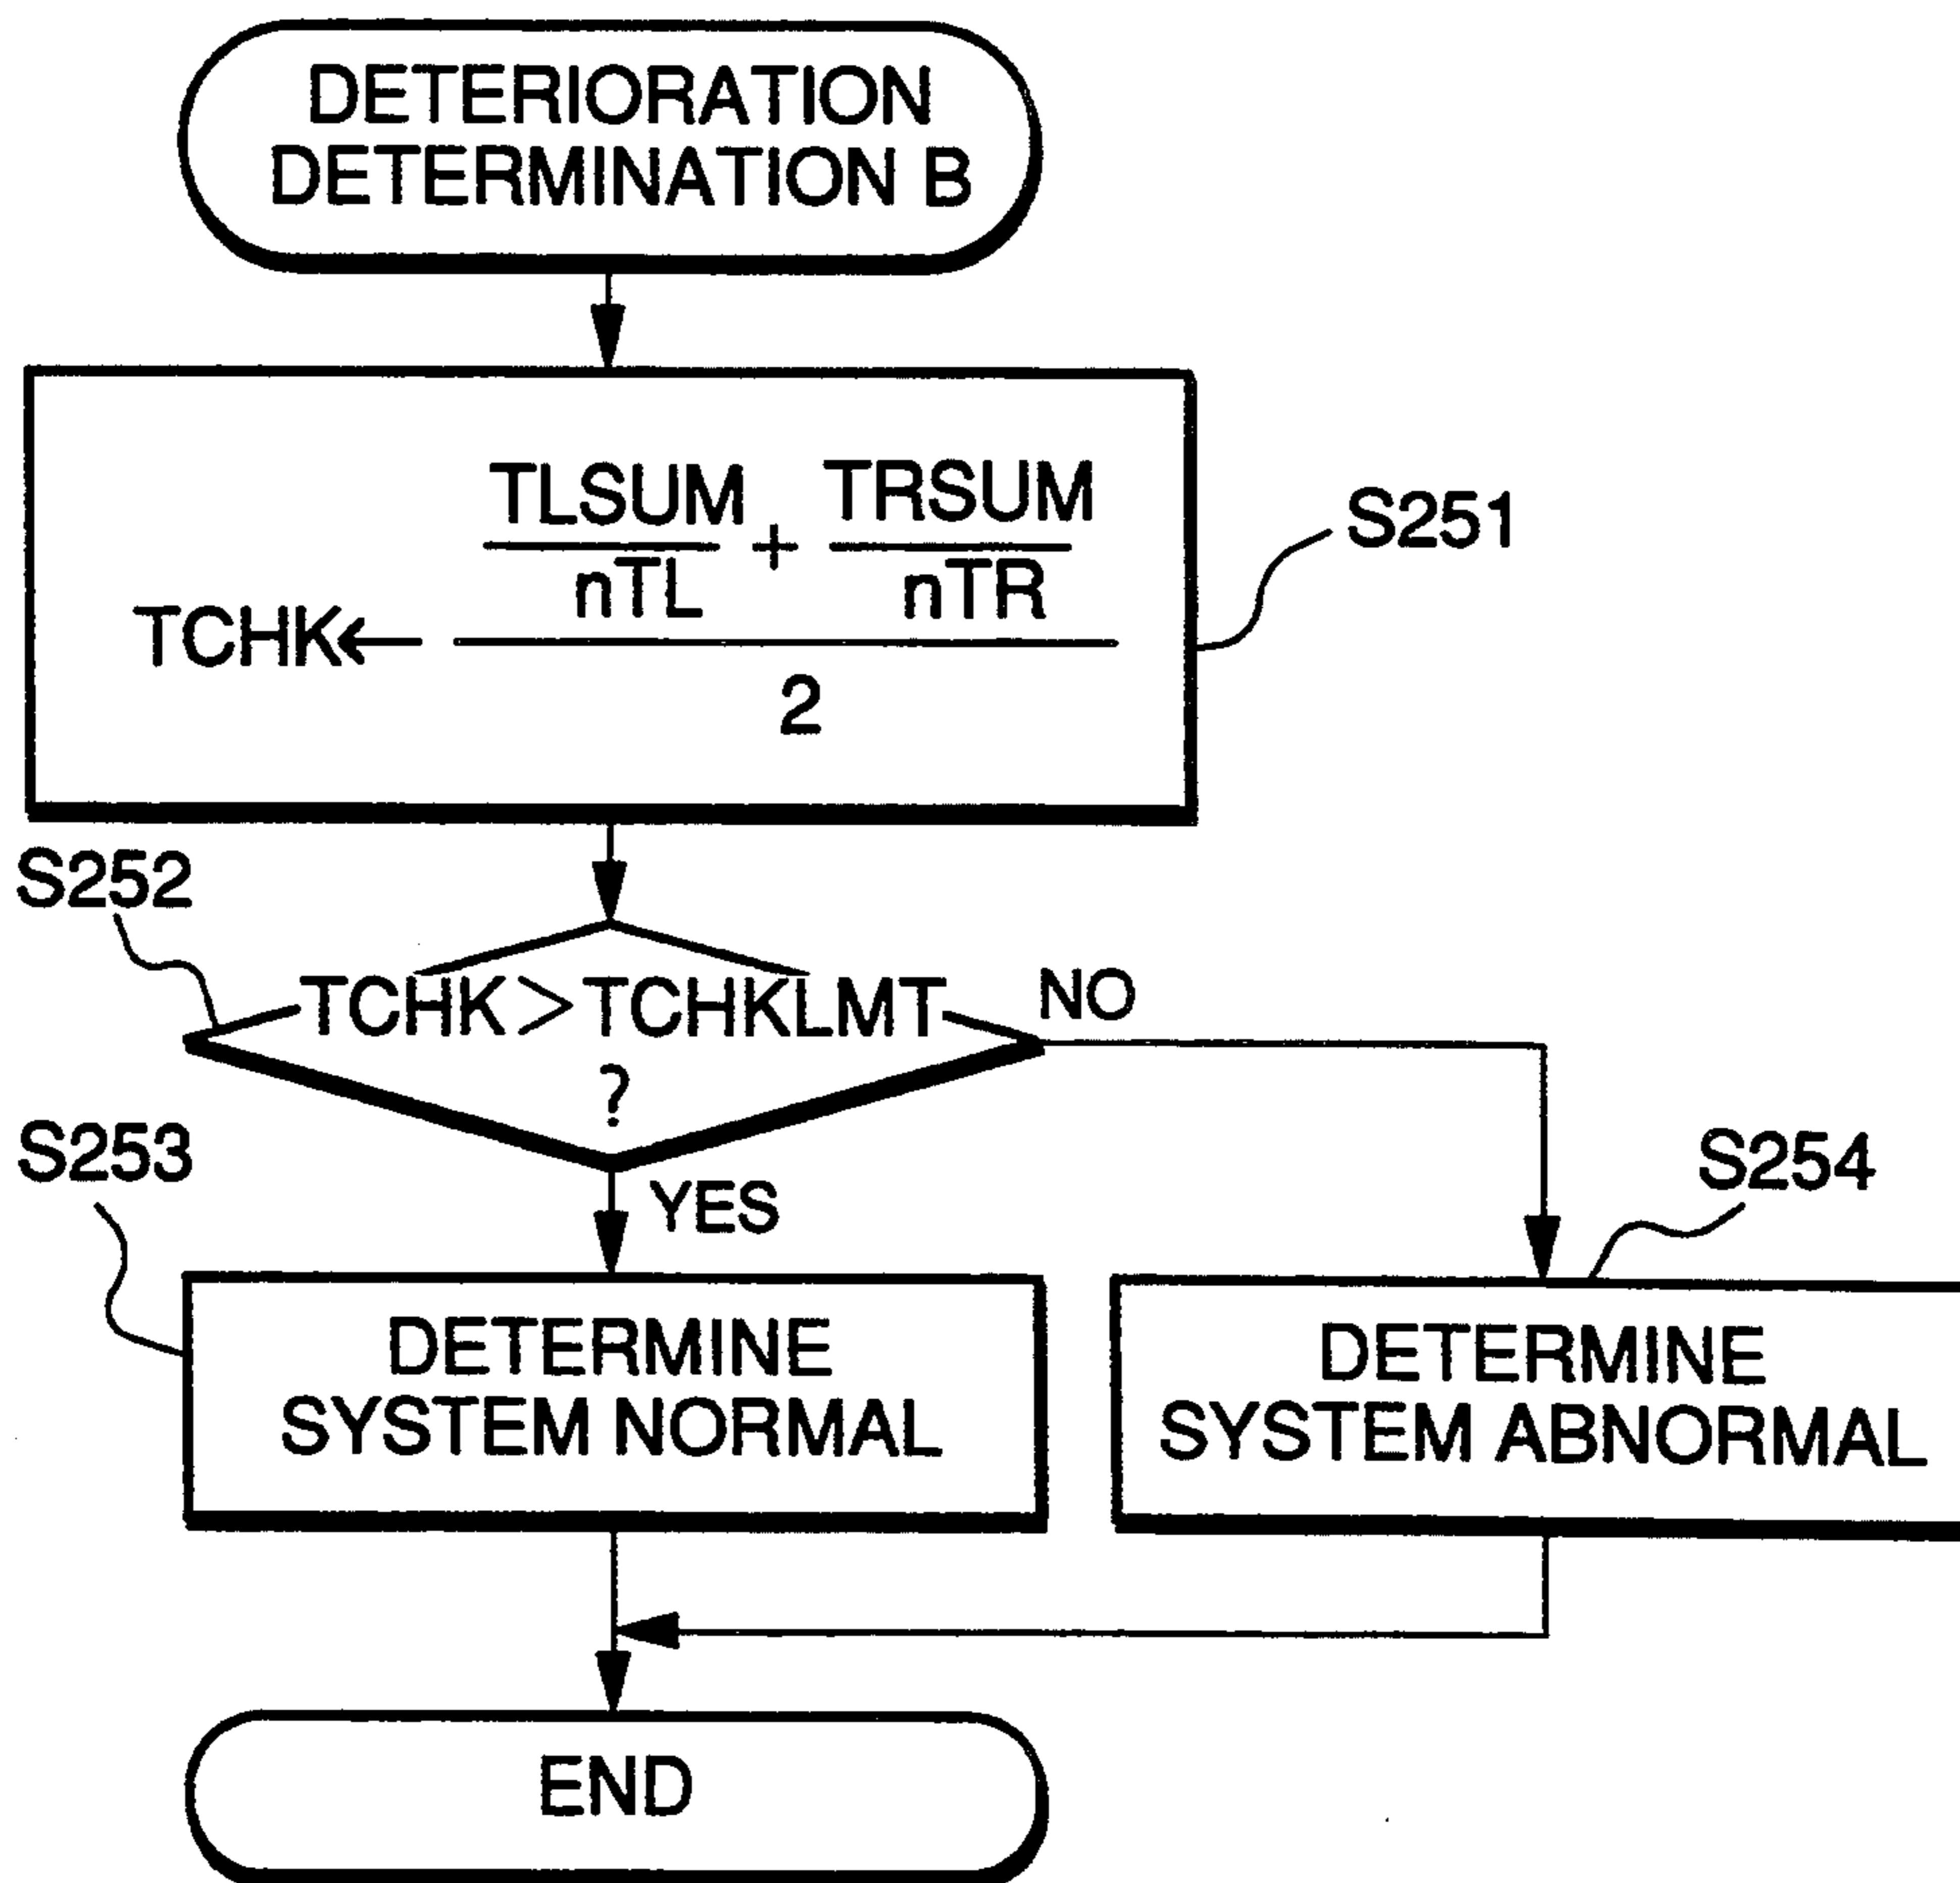 DETERIORATION
DETERMINATION B
TLSUM + TRSUM
nTL nTR
TCHK←
2
S251
S252
TCHK>TCHKLMT
?
NO
YES
S253
S254
DETERMINE
SYSTEM NORMAL
DETERMINE
SYSTEM ABNORMAL
END